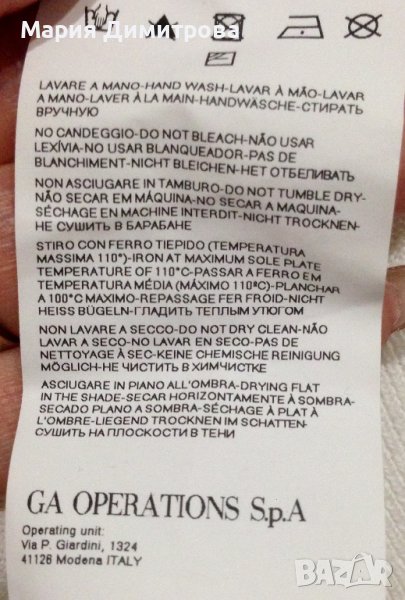 Мария Димитрова
LAVARE A MANO-HAND WASH-LAVAR À MÃO-LAVAR
A MANO-LAVER À LA MAIN-HANDWÄSCHE-СТИРАТЬ
ВРУЧНУЮ
NO CANDEGGIO-DO NOT BLEACH-NÃO USAR
LEXÍVIA-NO USAR BLANQUEADOR-PAS DE
BLANCHIMENT-NICHT BLEICHEN-НЕТ ОТБЕЛИВАТЬ
NON ASCIUGARE IN TAMBURO-DO NOT TUMBLE DRY-
NÃO SECAR EM MÁQUINA-NO SECAR A MAQUINA-
SÉCHAGE EN MACHINE INTERDIT-NICHT TROCKNEN-
НЕ СУШИТЬ В БАРАБАНЕ
STIRO CON FERRO TIEPIDO (TEMPERATURA
MASSIMA 110°)-IRON AT MAXIMUM SOLE PLATE
TEMPERATURE OF 110°C-PASSAR A FERRO EM
TEMPERATURA MÉDIA (MÁXIMO 110ºC)-PLANCHAR
A 100°C MAXIMO-REPASSAGE FER FROID-NICHT
HEISS BÜGELN-ГЛАДИТЬ ТЕПЛЫМ УТЮГОМ
NON LAVARE A SECCO-DO NOT DRY CLEAN-NÃO
LAVAR A SECO-NO LAVAR EN SECO-PAS DE
NETTOYAGE À SEC-KEINE CHEMISCHE REINIGUNG
MÖGLICH-НЕ ЧИСТИТЬ В ХИМЧИСТКЕ
ASCIUGARE IN PIANO ALL'OMBRA-DRYING FLAT
IN THE SHADE-SECAR HORIZONTAMENTE À SOMBRA-
SECADO PLANO A SOMBRA-SÉCHAGE À PLAT À
L'OMBRE-LIEGEND TROCKNEN IM SCHATTEN-
СУШИТЬ НА ПЛОСКОСТИ В ТЕНИ
GA OPERATIONS S.p.A
Operating unit:
Via P. Giardini, 1324
41126 Modena ITALY
BAZAR